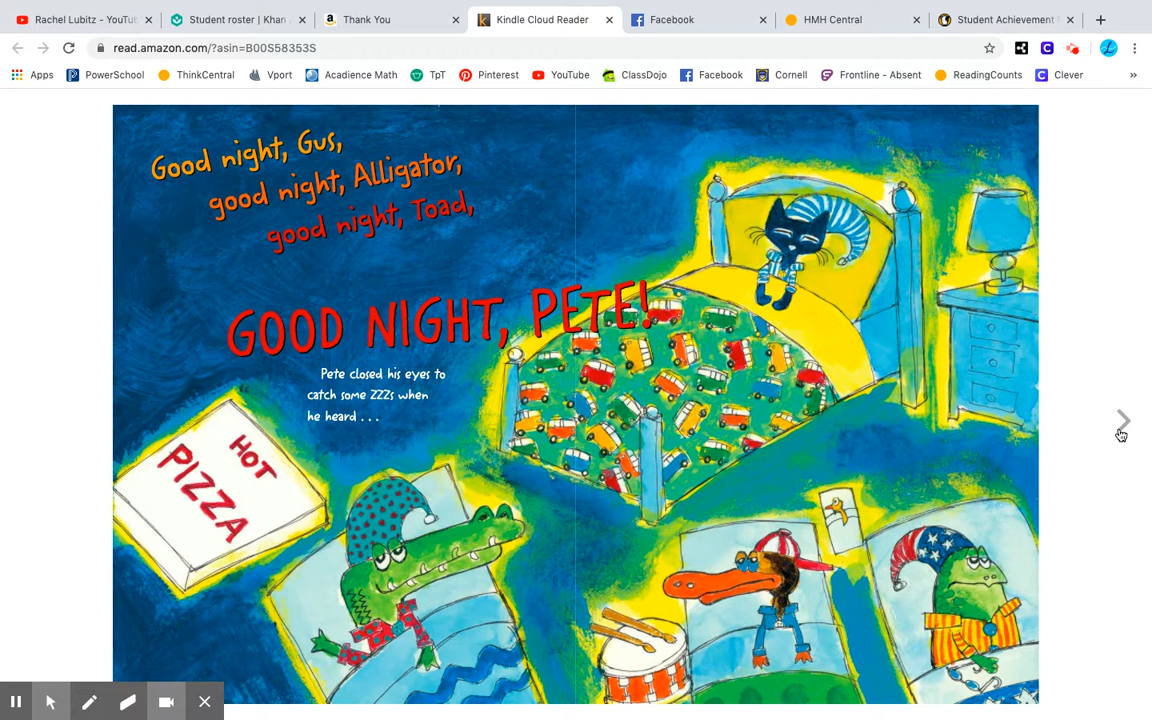 Rachel Lubitz - YouTub
Student roster | Khan
Thank You
Kindle Cloud Reader
Facebook
HMH Central
Student Achievement
read.amazon.com/?asin=B00S58353S
Apps PowerSchool ThinkCentral Vport Acadience Math TpT Pinterest YouTube ClassDojo Facebook Cornell Frontline - Absent ReadingCounts Clever
Good night, Gus,
good night, Alligator,
good night, Toad,
GOOD NIGHT, PETE!
Pete closed his eyes to
catch some ZZZs when
he heard . . .
HOT
PIZZA